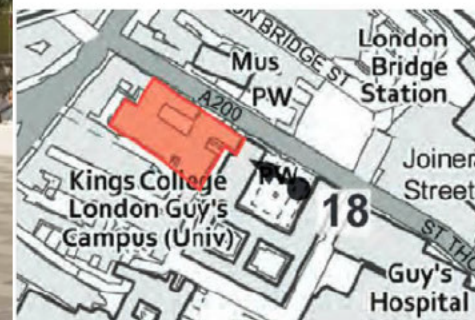 ON BRIDGE ST
London
Bridge
Station
Mus
PW
A200
Joiner
Street
PW
Kings College
London Guy's
Campus (Univ)
18
ST THO
Guy's
Hospital